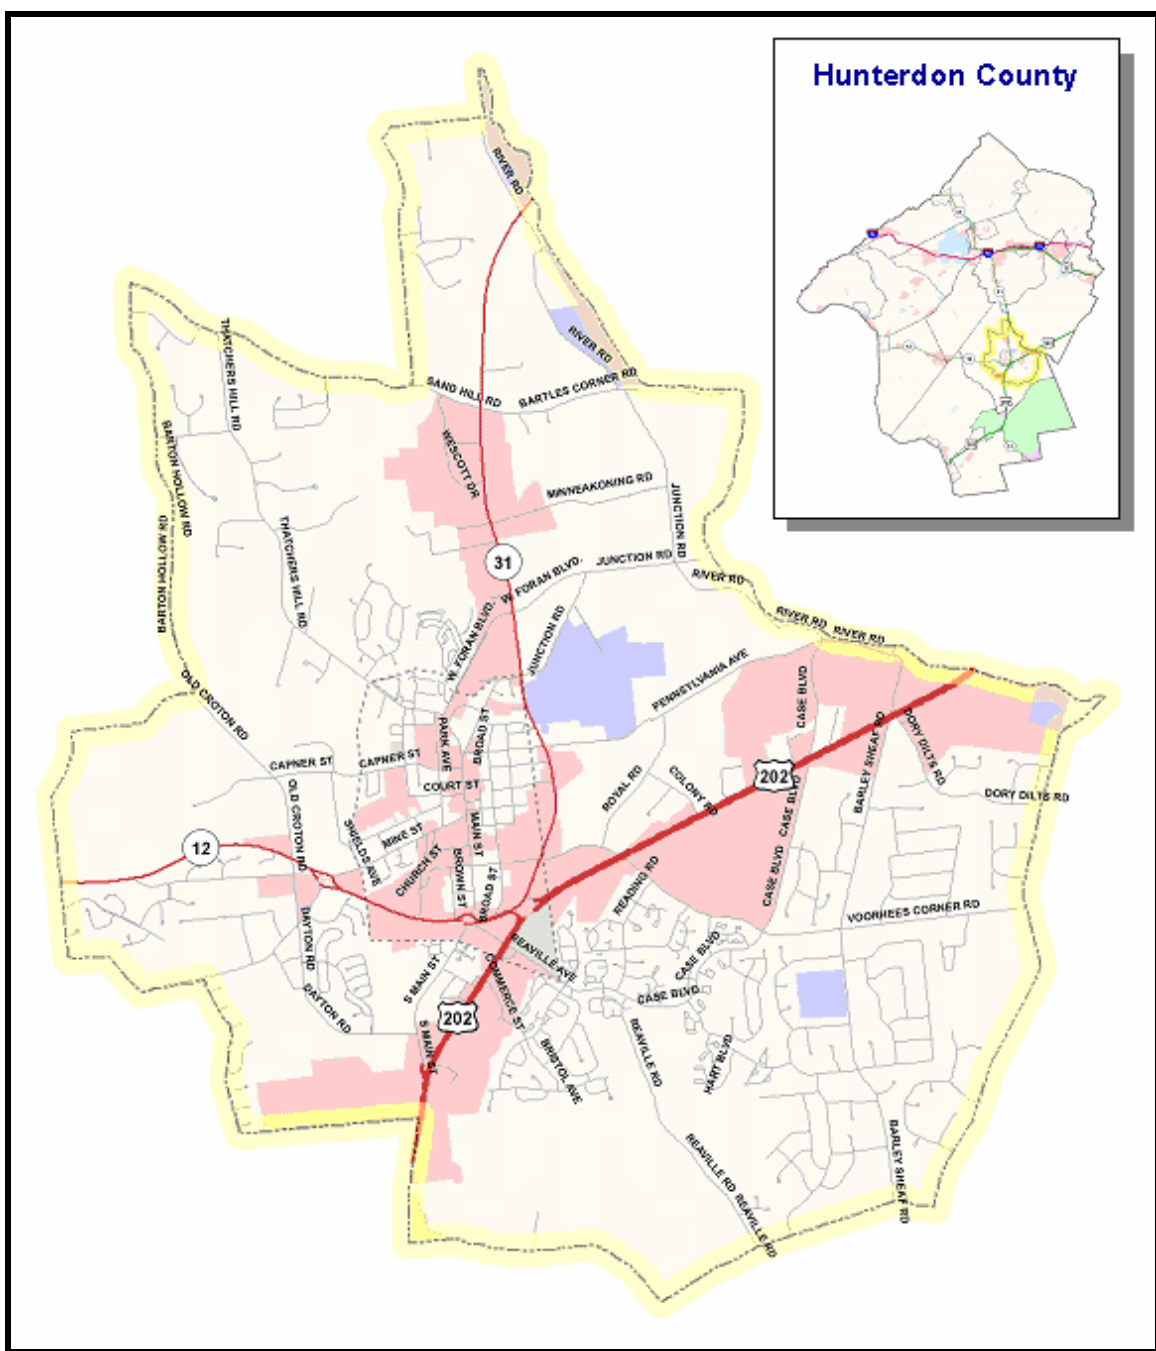 Hunterdon County
RIVER RD
RIVER RD
SAND HILL RD
BARTLES CORNER RD
THATCHERS HILL RD
BARTON HOLLOW RD
WESCOTT DR
MINNEAKONING RD
JUNCTION RD
BARTON HOLLOW RD
THATCHERS HILL RD
31
W FORAN BLVD.
JUNCTION RD
RIVER RD
RIVER RD
RIVER RD
W FORAN BLVD.
JUNCTION RD
OLD CROTON RD
PENNSYLVANIA AVE
CASE BLVD
PARK AVE
BROAD ST
BARLEY SHEAF RD
DORY DILTS RD
CAPNER ST
CAPNER ST
COURT ST
ROYAL RD
COLONY RD
202
DORY DILTS RD
OLD CROTON RD
SHIELDS AVE
MINE ST
MAIN ST
CASE BLVD
12
CHURCH ST
BROWN ST
BROAD ST
READING RD
CASE BLVD
VOORHEES CORNER RD
DAYTON RD
REAVILLE AVE
CASE BLVD
S MAIN ST
COMMERCE ST
CASE BLVD
DAYTON RD
202
S MAIN ST
BRISTOL AVE
REAVILLE RD
HART BLVD
BARLEY SHEAF RD
REAVILLE RD
REAVILLE RD